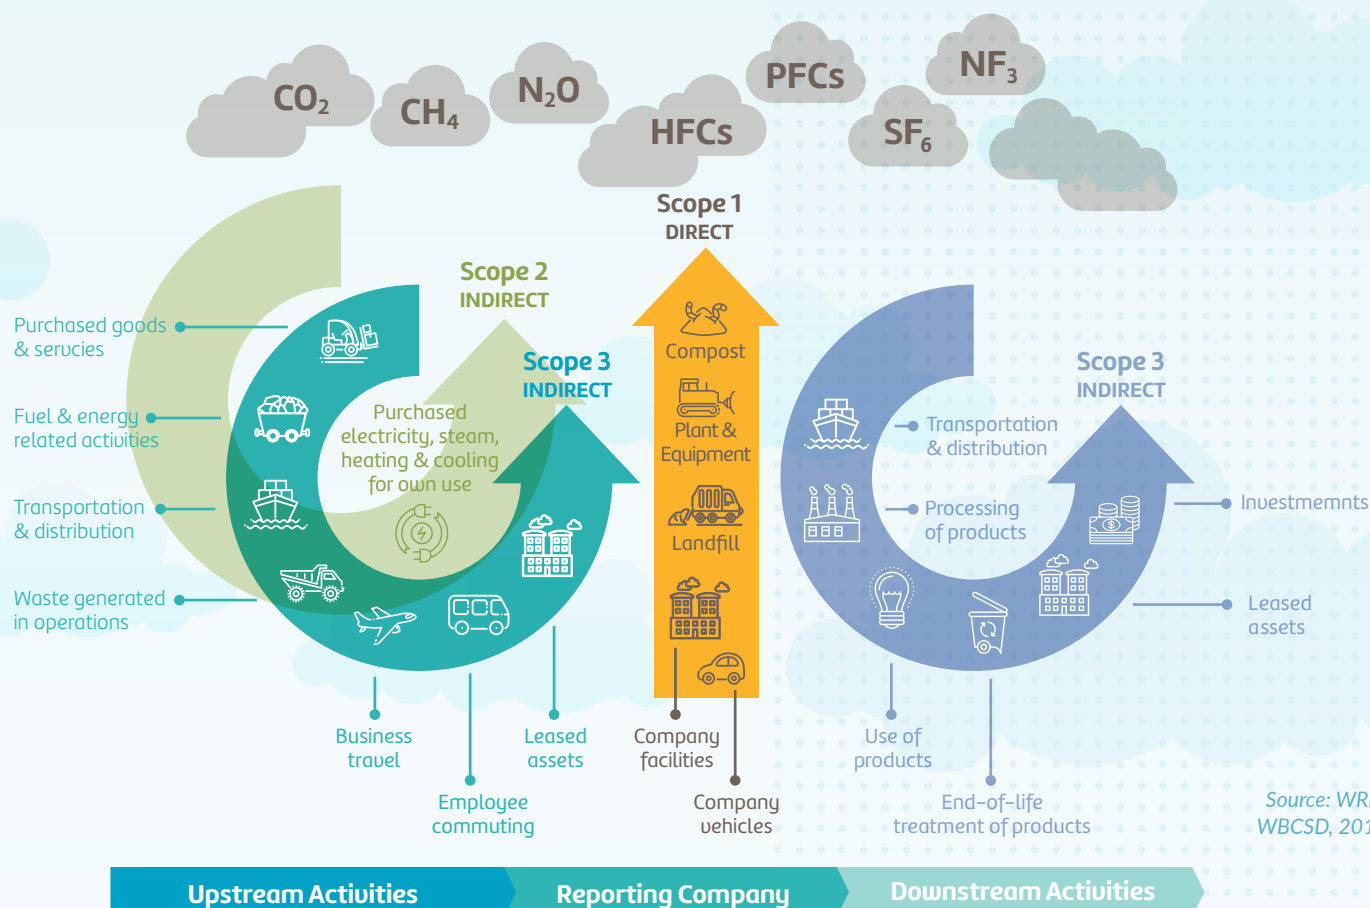 CO₂
CH₄
N₂O
HFCs
PFCs
SF₆
NF₃
Scope 1
DIRECT
Scope 2
INDIRECT
Scope 3
INDIRECT
Scope 3
INDIRECT
Purchased goods
& servcies
Fuel & energy
related activities
Transportation
& distribution
Waste generated
in operations
Purchased
electricity, steam,
heating & cooling
for own use
Compost
Plant &
Equipment
Landfill
Transportation
& distribution
Processing
of products
$
Investmemnts
Leased
assets
Business
travel
Employee
commuting
Leased
assets
Company
facilities
Company
vehicles
Use of
products
End-of-life
treatment of products
Source:
WBCSD,
Upstream Activities
Reporting Company
Downstream Activities